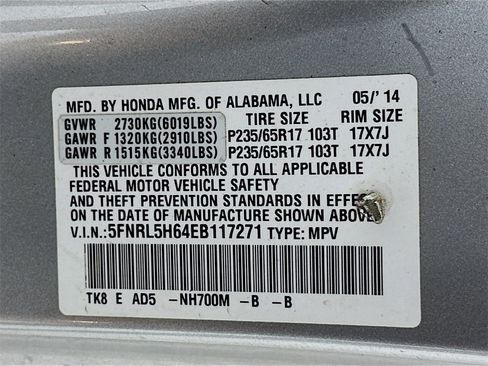 MFD. BY HONDA MFG. OF ALABAMA, LLC 05/'14
GVWR 2730KG(6019LBS) TIRE SIZE RIM SIZE
GAWR F 1320KG(2910LBS) P235/65R17 103T 17X7J
GAWR R 1515KG(3340LBS) P235/65R17 103T 17X7J
THIS VEHICLE CONFORMS TO ALL APPLICABLE
FEDERAL MOTOR VEHICLE SAFETY
AND THEFT PREVENTION STANDARDS IN EFFECT
ON THE DATE OF MANUFACTURE SHOWN ABOVE.
V.I.N.: 5FNRL5H64EB117271 TYPE: MPV
TK8 E AD5 -NH700M -B -B